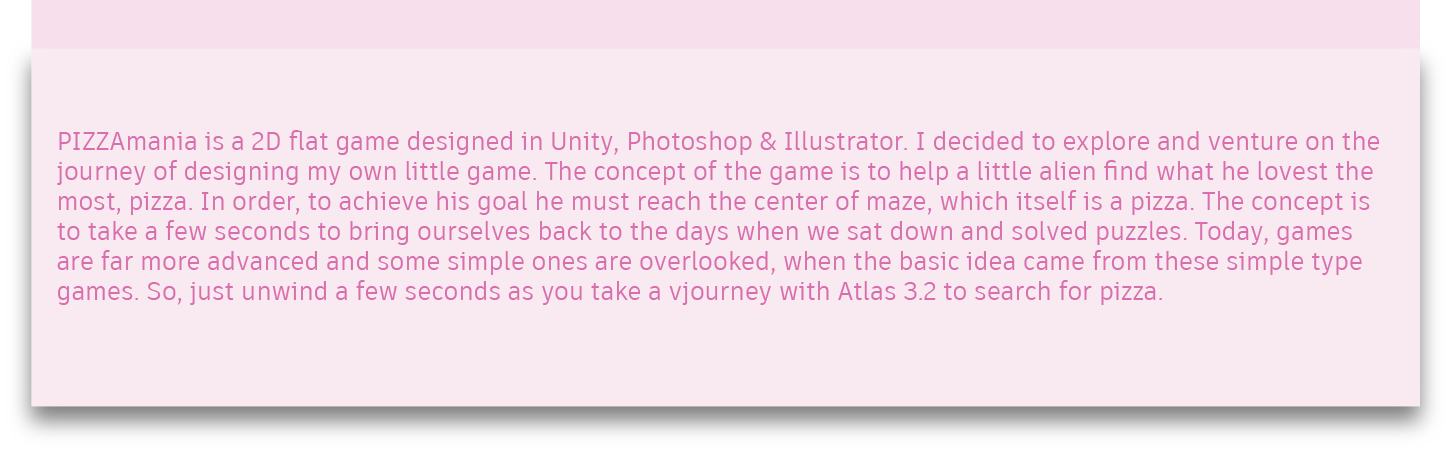 PIZZAmania is a 2D flat game designed in Unity, Photoshop & Illustrator. I decided to explore and venture on the
journey of designing my own little game. The concept of the game is to help a little alien find what he lovest the
most, pizza. In order, to achieve his goal he must reach the center of maze, which itself is a pizza. The concept is
to take a few seconds to bring ourselves back to the days when we sat down and solved puzzles. Today, games
are far more advanced and some simple ones are overlooked, when the basic idea came from these simple type
games. So, just unwind a few seconds as you take a vjourney with Atlas 3.2 to search for pizza.